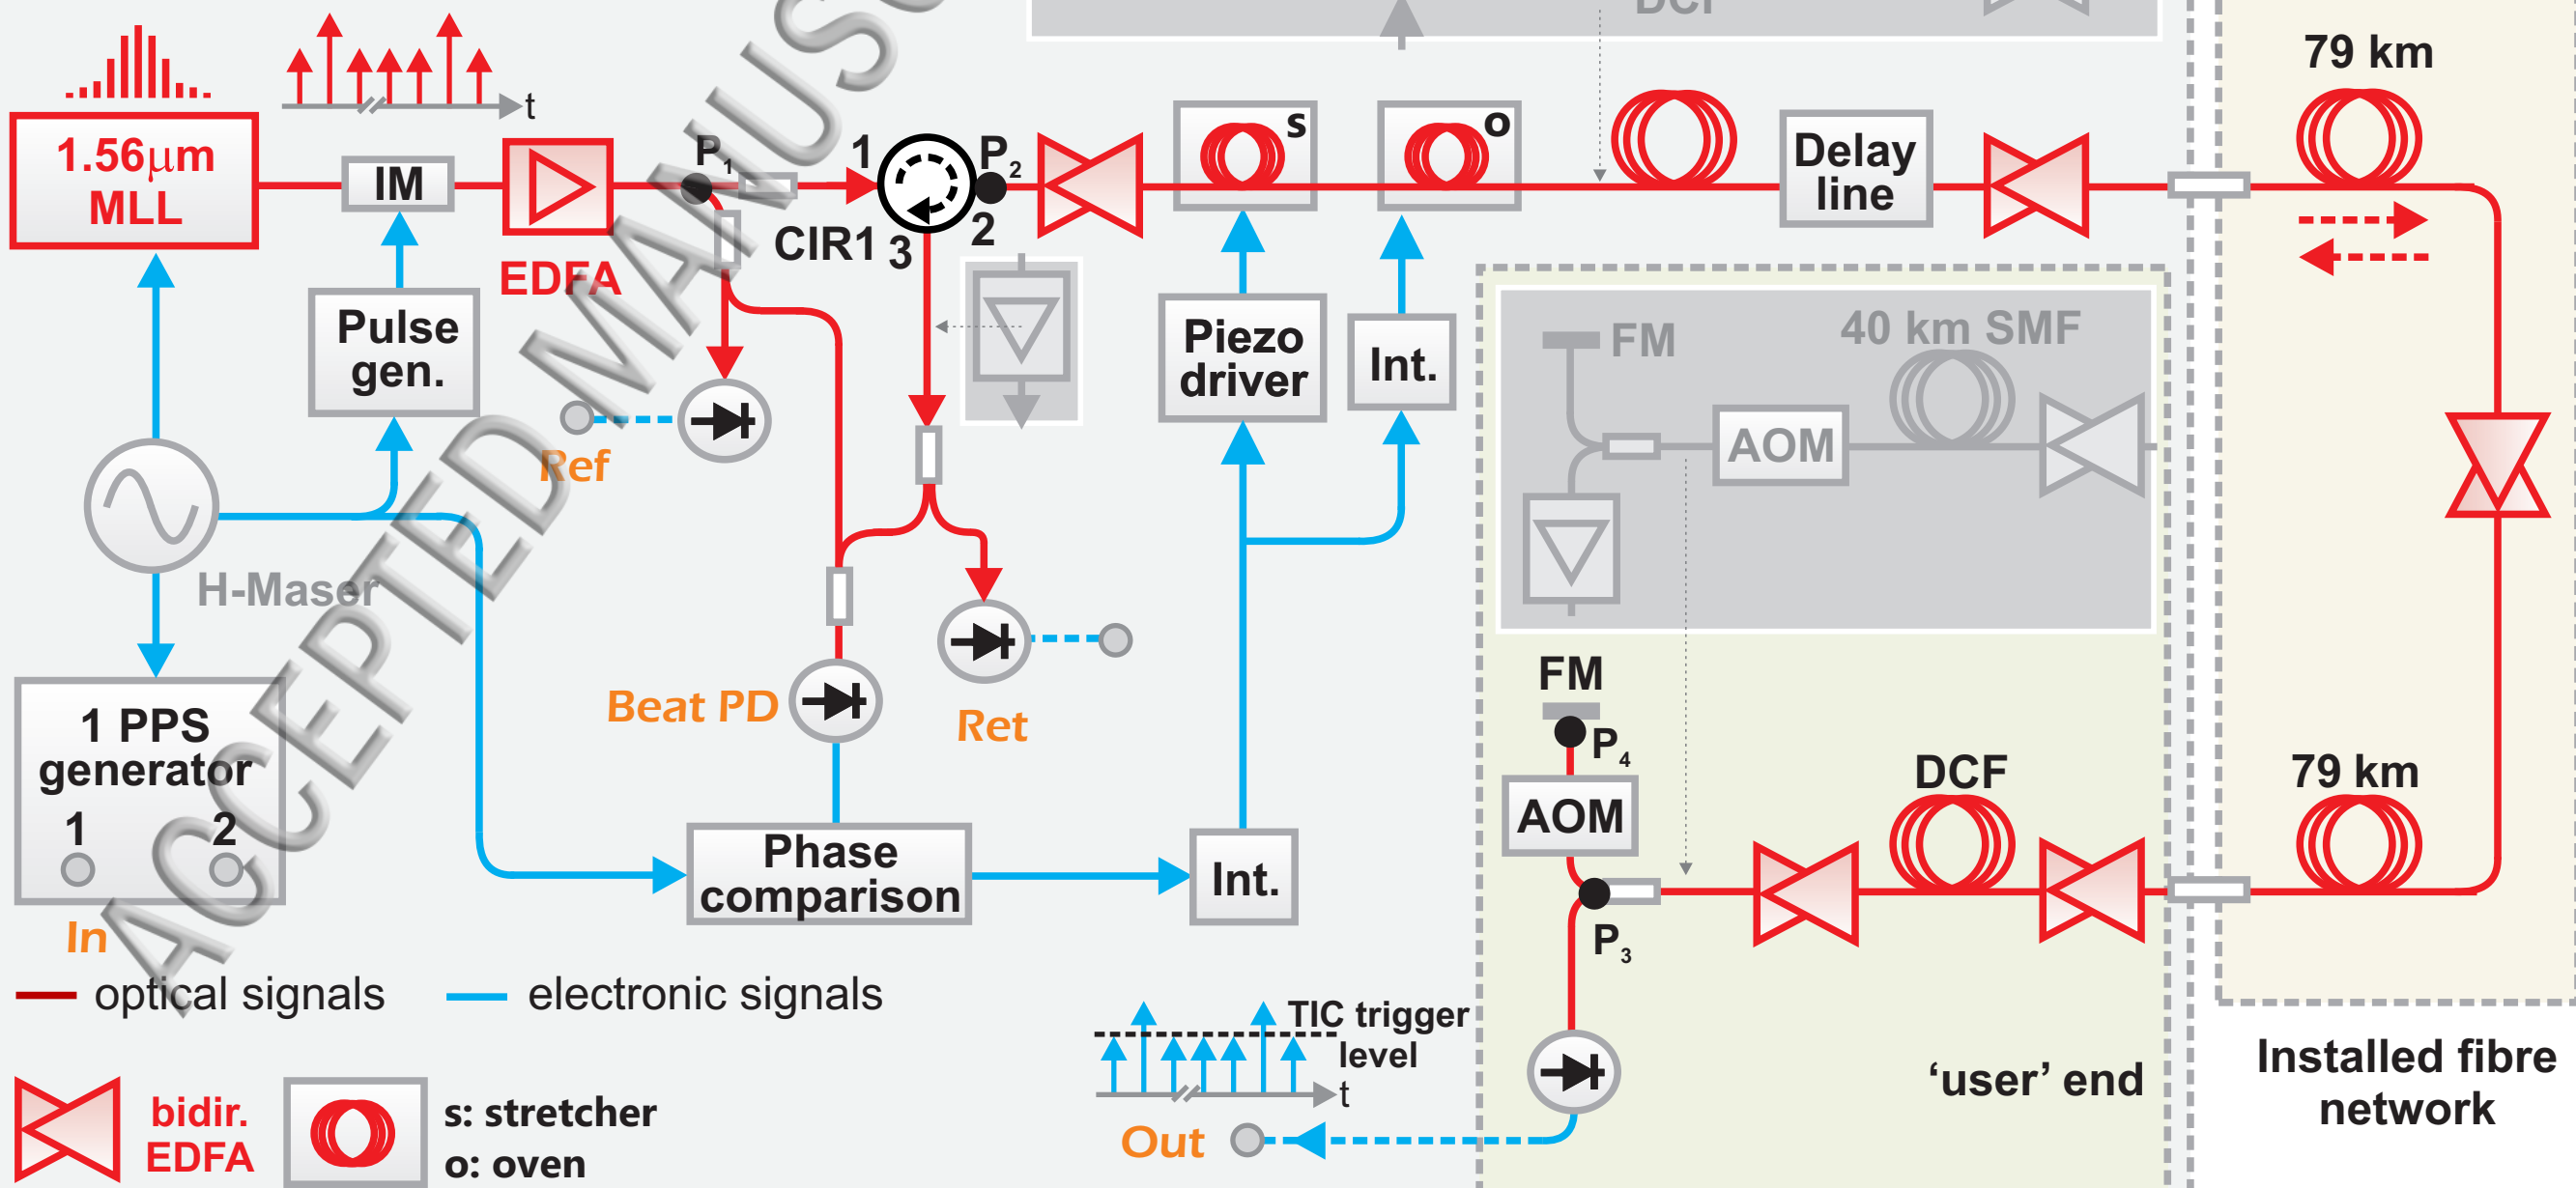 DCF
79 km
t
1.56μm
MLL
IM
P₁
1
P₂
s
o
Delay
line
EDFA
CIR1
3
2
Pulse
gen.
Piezo
driver
Int.
FM
40 km SMF
AOM
Ref
H-Maser
1 PPS
generator
1
2
In
Beat PD
Ret
Phase
comparison
Int.
FM
P₄
AOM
DCF
79 km
P₃
optical signals
electronic signals
TIC trigger
level
t
Out
'user' end
Installed fibre
network
bidir.
EDFA
s: stretcher
o: oven